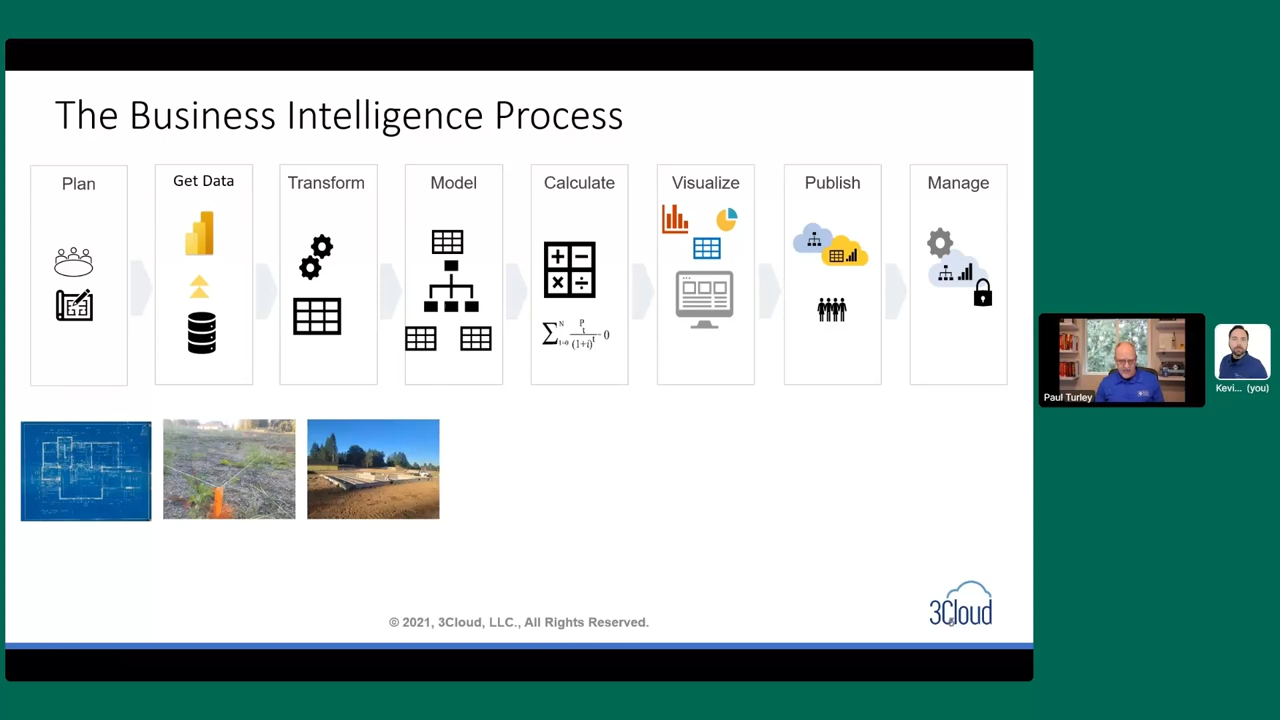 The Business Intelligence Process
Plan
Get Data
Transform
Model
Calculate
Visualize
Publish
Manage
© 2021, 3Cloud, LLC., All Rights Reserved.
3Cloud
Paul Turley
Kevi... (you)